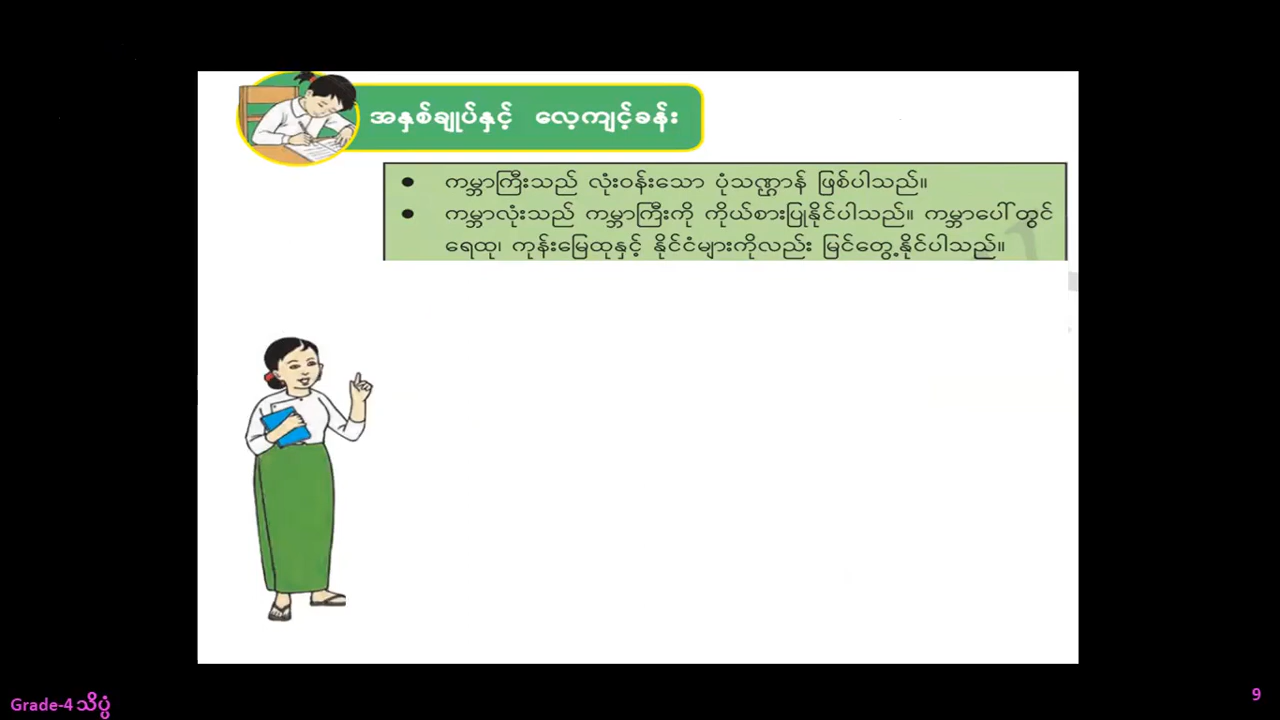 အနှစ်ချုပ်နှင့် လေ့ကျင့်ခန်း
● ကမ္ဘာကြီးသည် လုံးဝန်းသော ပုံသဏ္ဌာန် ဖြစ်ပါသည်။
● ကမ္ဘာလုံးသည် ကမ္ဘာကြီးကို ကိုယ်စားပြုနိုင်ပါသည်။ ကမ္ဘာပေါ်တွင်
ရေထု၊ ကုန်းမြေထုနှင့် နိုင်ငံများကိုလည်း မြင်တွေ့နိုင်ပါသည်။
Grade-4 သိပ္ပံ
9